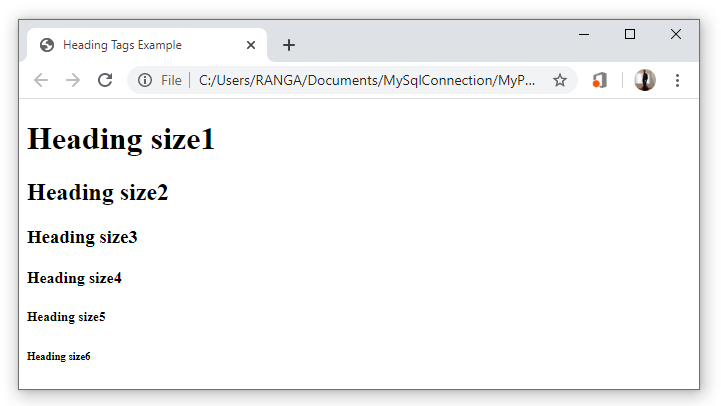 Heading Tags Example
File | C:/Users/RANGA/Documents/MySqlConnection/MyP...
Heading size1
Heading size2
Heading size3
Heading size4
Heading size5
Heading size6